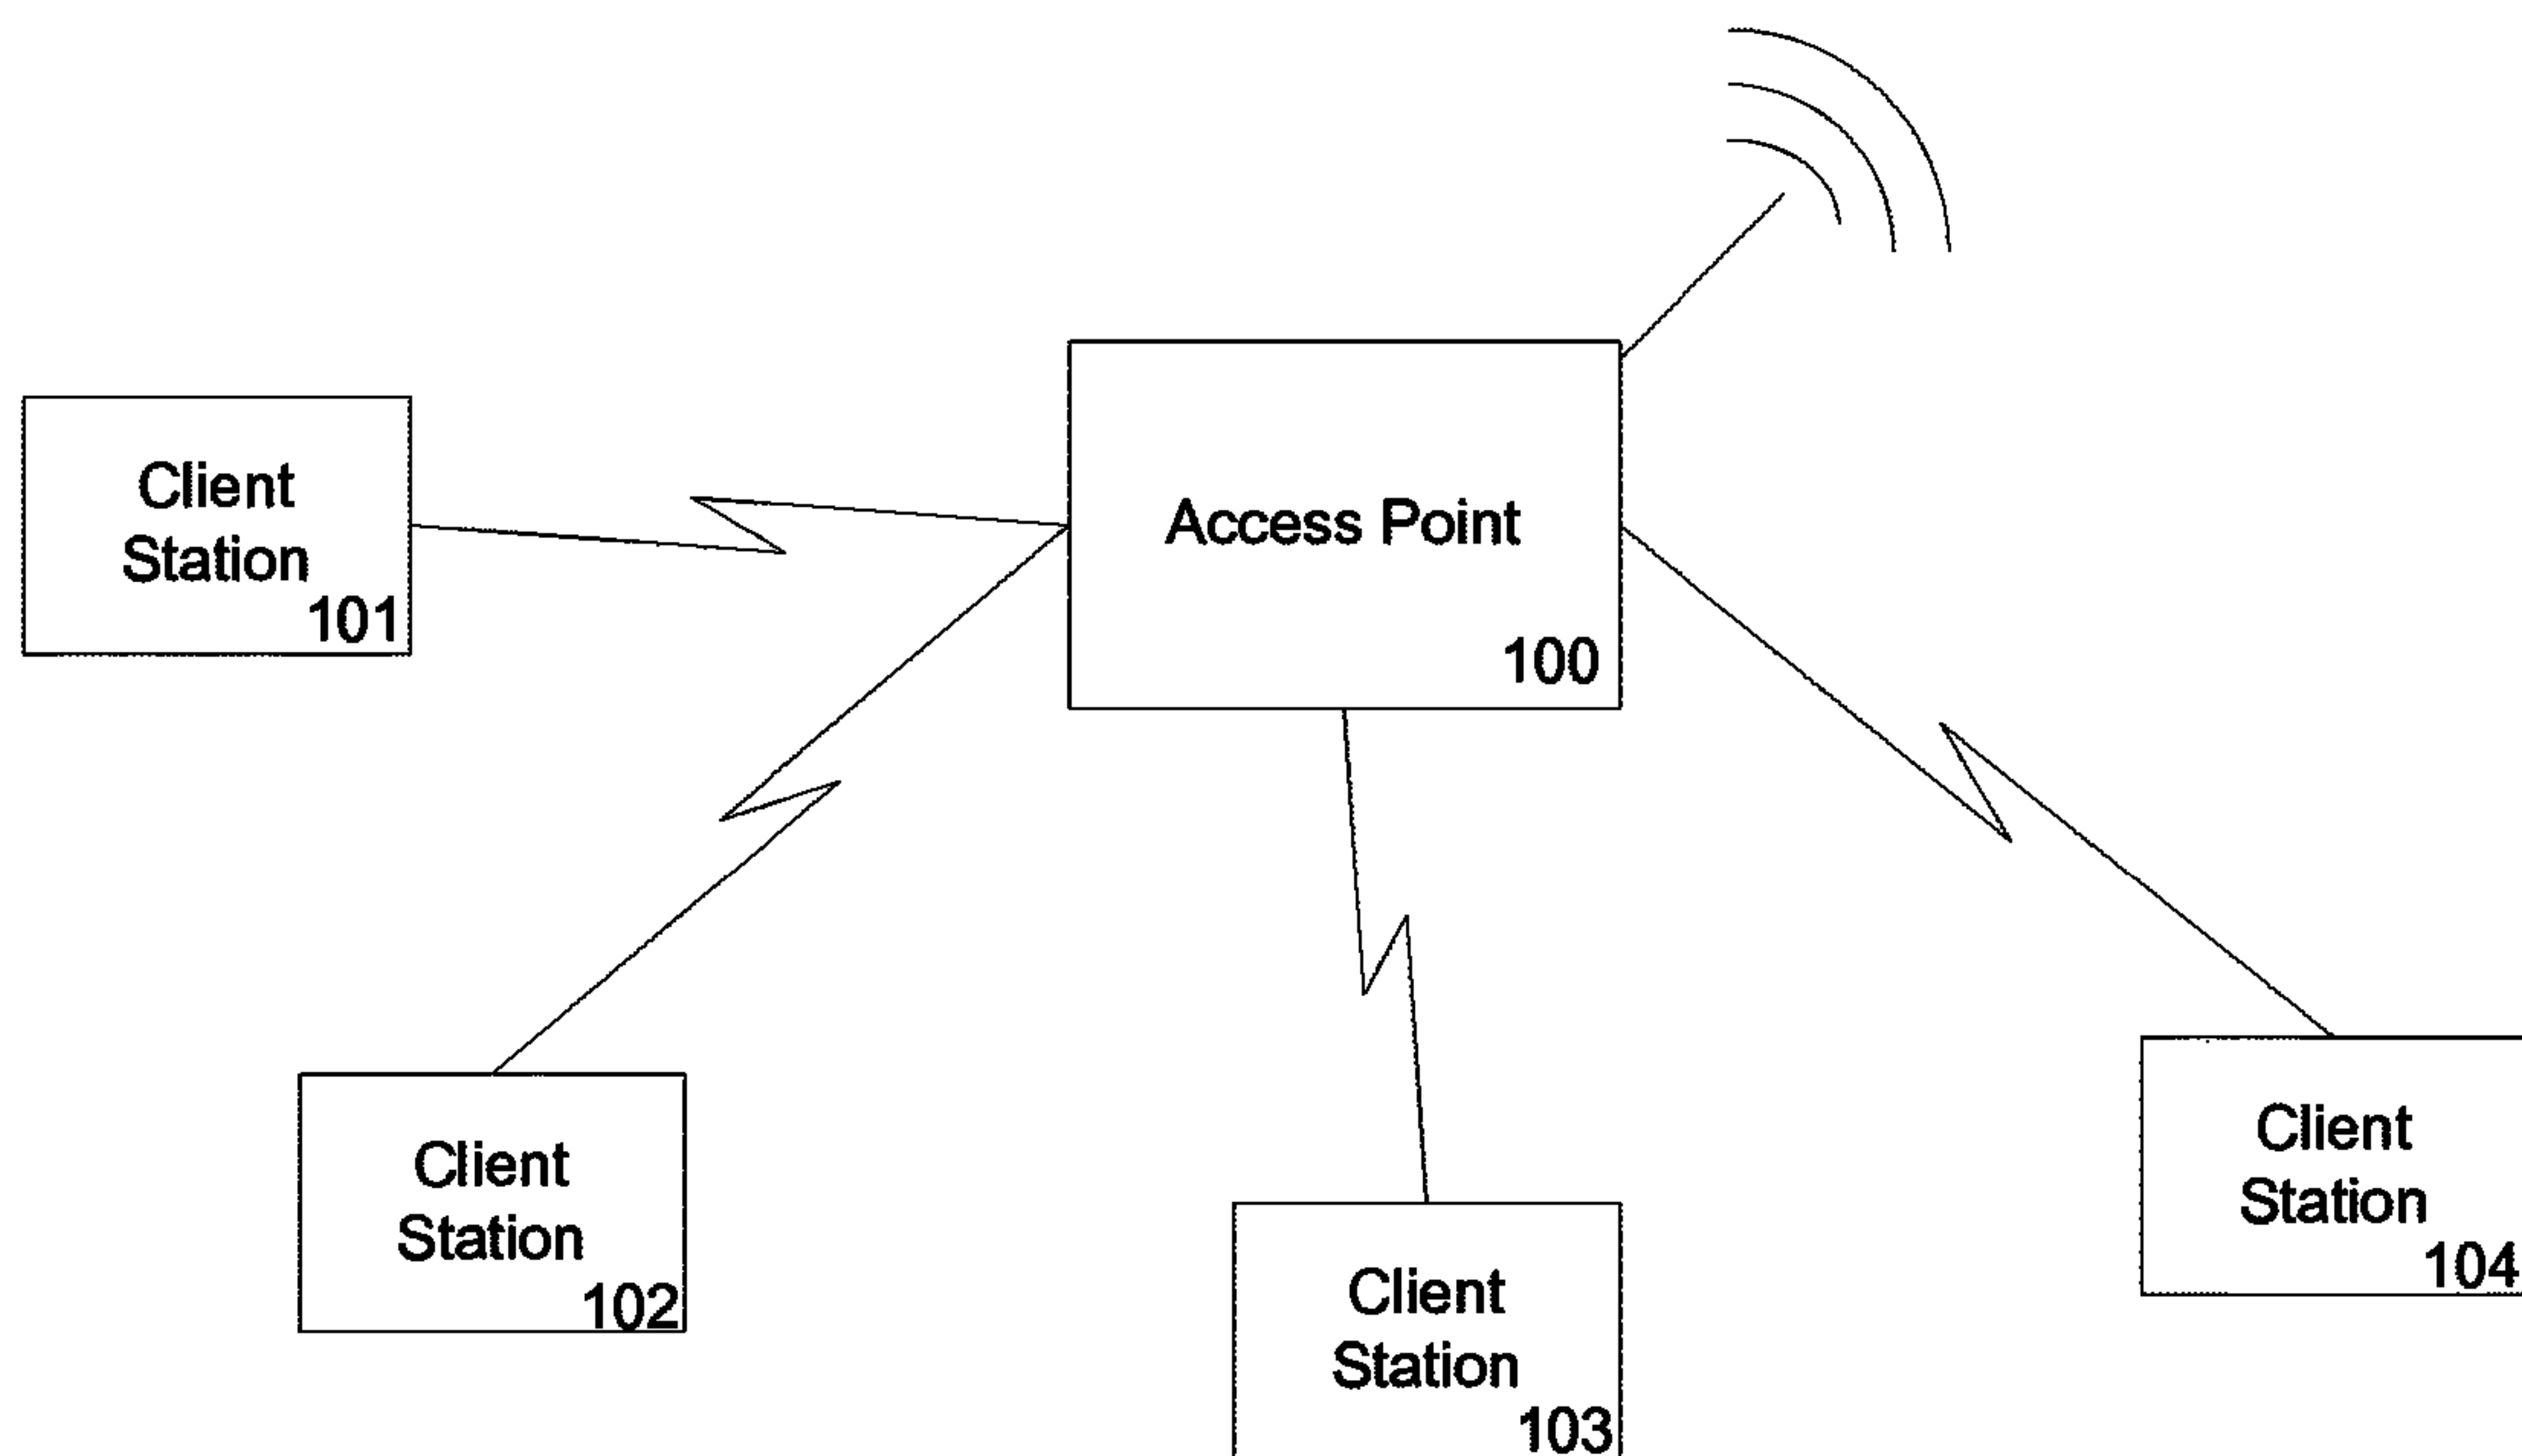 Access Point
100
Client
Station
101
Client
Station
102
Client
Station
103
Client
Station
104